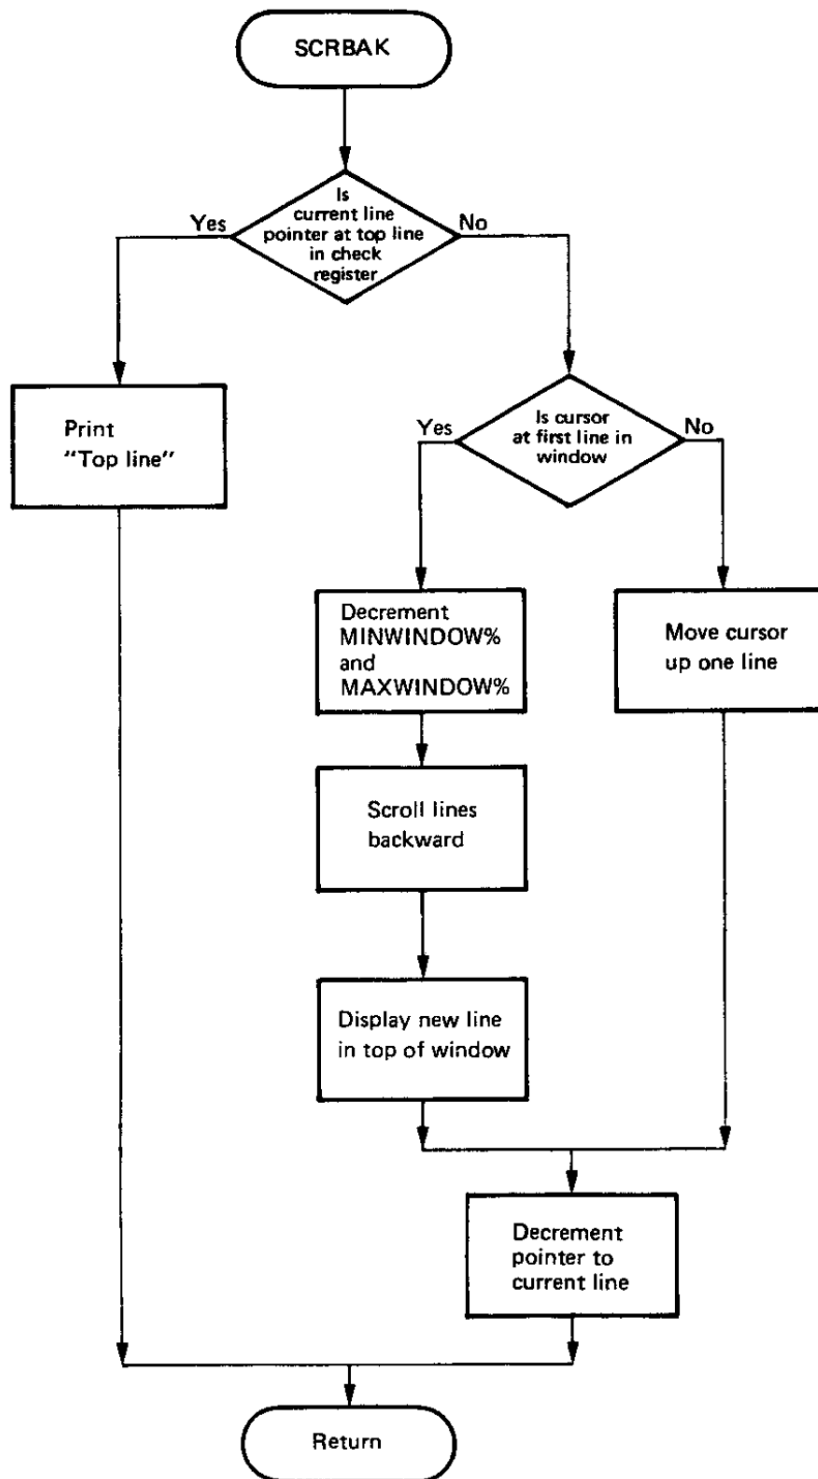 SCRBAK
Is
current line
pointer at top line
in check
register
Yes
No
Print
"Top line"
Is cursor
at first line in
window
Yes
No
Decrement
MINWINDOW%
and
MAXWINDOW%
Move cursor
up one line
Scroll lines
backward
Display new line
in top of window
Decrement
pointer to
current line
Return